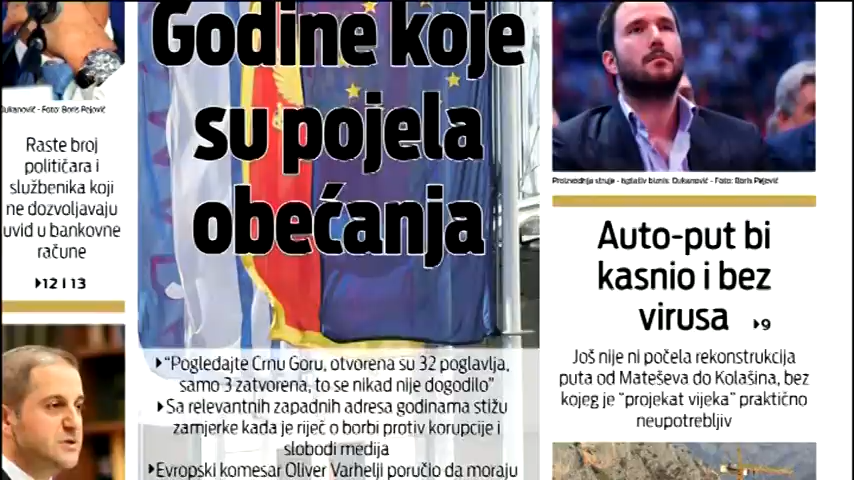 Godine koje
su pojela
obećanja
Đukanović - Foto: Boris Pejović
Raste broj
političara i
službenika koji
ne dozvoljavaju
uvid u bankovne
račune
12 i 13
"Pogledajte Crnu Goru, otvorena su 32 poglavlja,
samo 3 zatvorena, to se nikad nije dogodilo"
Sa relevantnih zapadnih adresa godinama stižu
zamjerke kada je riječ o borbi protiv korupcije i
slobodi medija
Evropski komesar Oliver Varhelji poručio da moraju
Proizvodnja struje - isplativ biznis: Đukanović - Foto: Boris Pejović
Auto-put bi
kasnio i bez
virusa 9
Još nije ni počela rekonstrukcija
puta od Mateševa do Kolašina, bez
kojeg je "projekat vijeka" praktično
neupotrebljiv